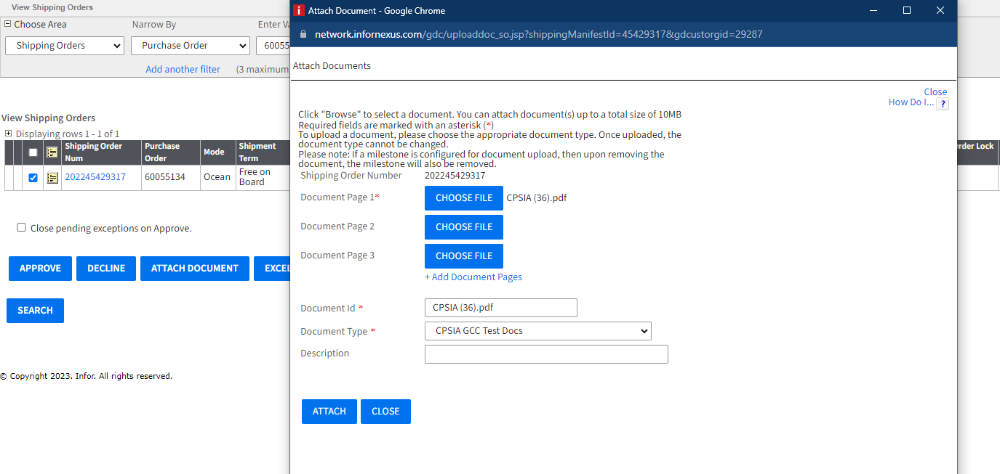 View Shipping Orders
Choose Area
Narrow By
Enter Va
Shipping Orders
Purchase Order
60055
Add another filter
(3 maximum
View Shipping Orders
Displaying rows 1 - 1 of 1
Shipping Order Num
Purchase Order
Mode
Shipment Term
202245429317
60055134
Ocean
Free on Board
Close pending exceptions on Approve.
APPROVE
DECLINE
ATTACH DOCUMENT
EXCEL
SEARCH
© Copyright 2023. Infor. All rights reserved.
Attach Document - Google Chrome
network.infornexus.com/gdc/uploaddoc_so.jsp?shippingManifestId=45429317&gdcustorgid=29287
Attach Documents
Close
How Do I... ?
Click "Browse" to select a document. You can attach document(s) up to a total size of 10MB
Required fields are marked with an asterisk (*)
To upload a document, please choose the appropriate document type. Once uploaded, the
document type cannot be changed.
Please note: If a milestone is configured for document upload, then upon removing the
document, the milestone will also be removed.
Shipping Order Number 202245429317
Document Page 1* CHOOSE FILE CPSIA (36).pdf
Document Page 2 CHOOSE FILE
Document Page 3 CHOOSE FILE
+ Add Document Pages
Document Id * CPSIA (36).pdf
Document Type * CPSIA GCC Test Docs
Description
ATTACH CLOSE
rder Lock